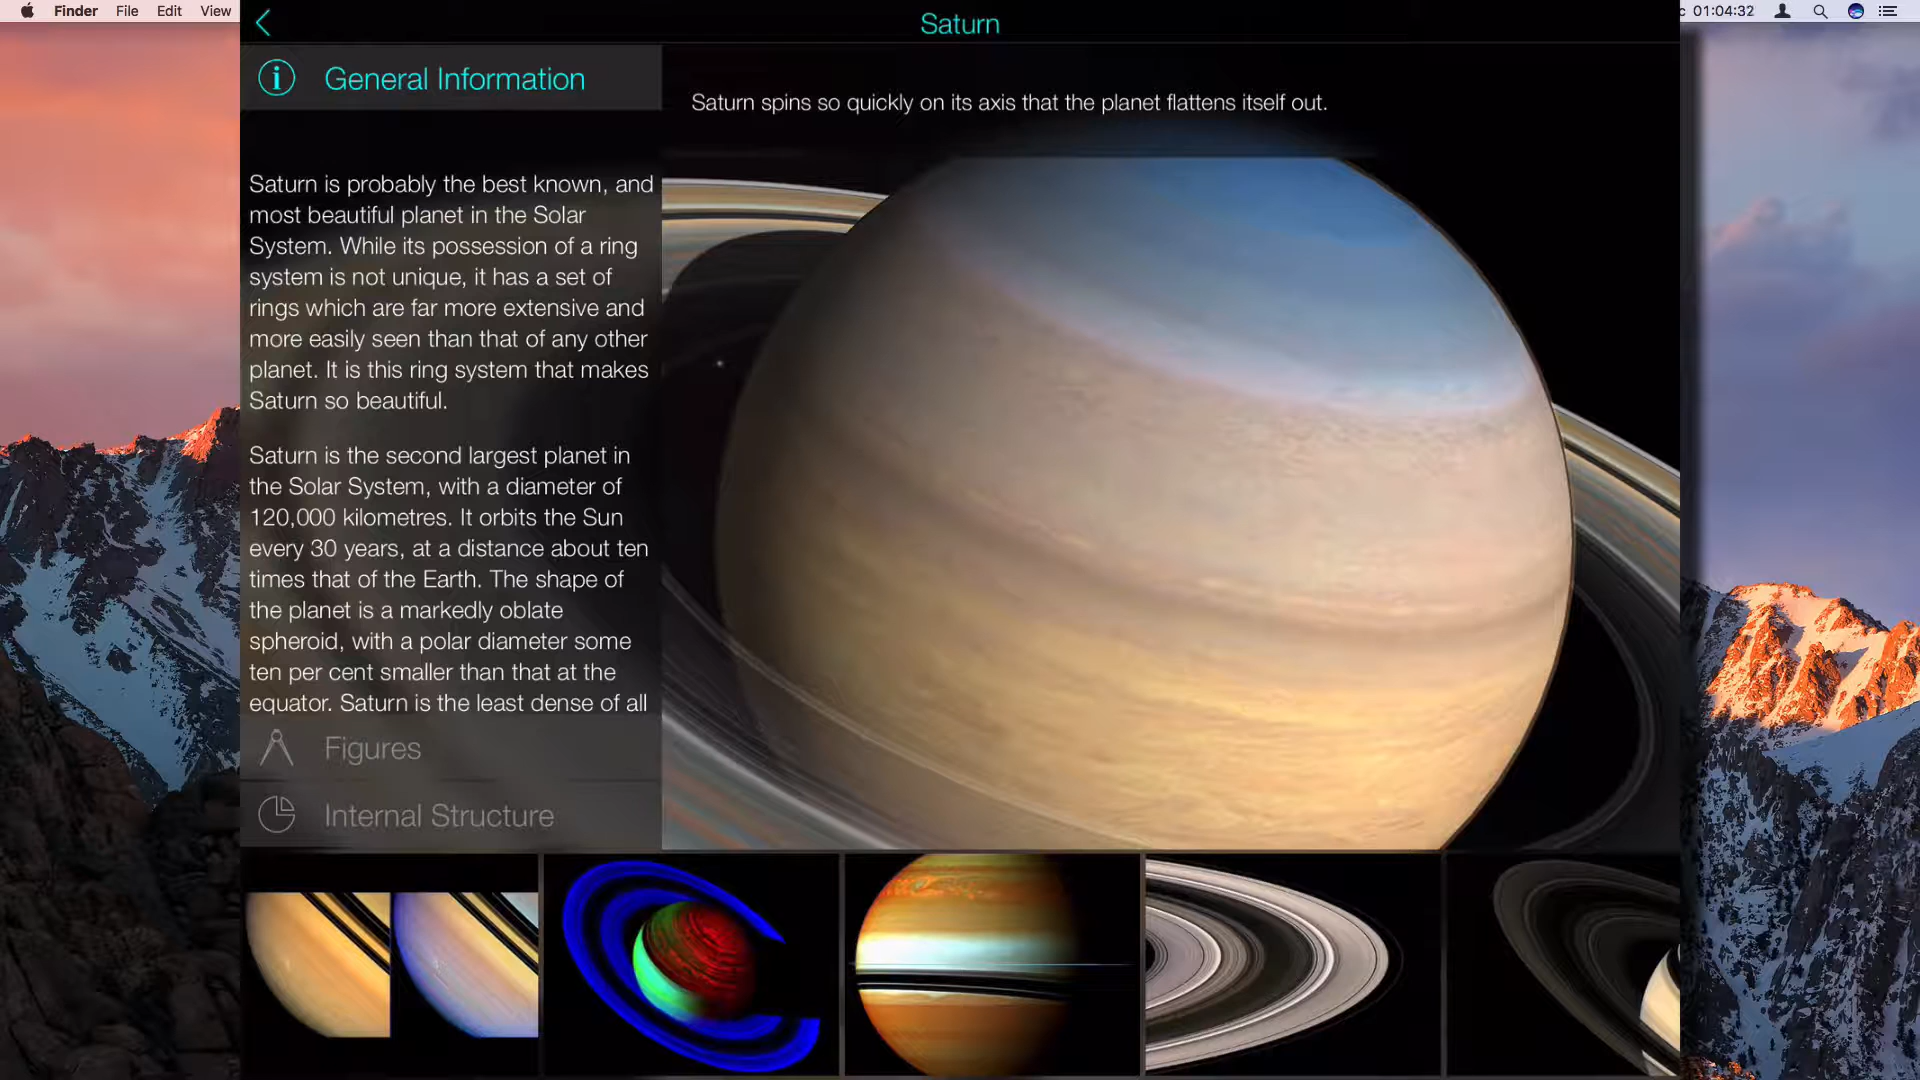 Finder File Edit View
c 01:04:32
Saturn
General Information
Saturn spins so quickly on its axis that the planet flattens itself out.
Saturn is probably the best known, and
most beautiful planet in the Solar
System. While its possession of a ring
system is not unique, it has a set of
rings which are far more extensive and
more easily seen than that of any other
planet. It is this ring system that makes
Saturn so beautiful.
Saturn is the second largest planet in
the Solar System, with a diameter of
120,000 kilometres. It orbits the Sun
every 30 years, at a distance about ten
times that of the Earth. The shape of
the planet is a markedly oblate
spheroid, with a polar diameter some
ten per cent smaller than that at the
equator. Saturn is the least dense of all
Figures
Internal Structure